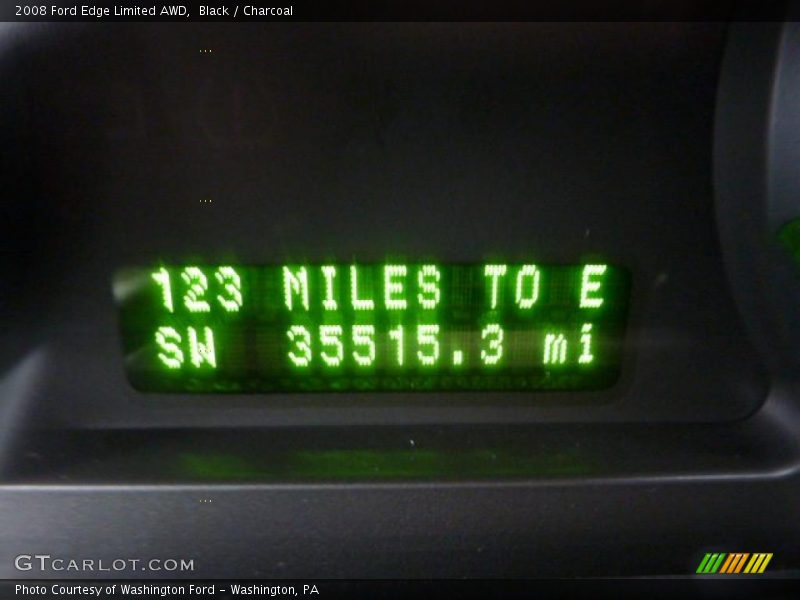 2008 Ford Edge Limited AWD, Black / Charcoal
123 MILES TO E
SW 35515.3 mi
GTCARLOT.COM
Photo Courtesy of Washington Ford - Washington, PA